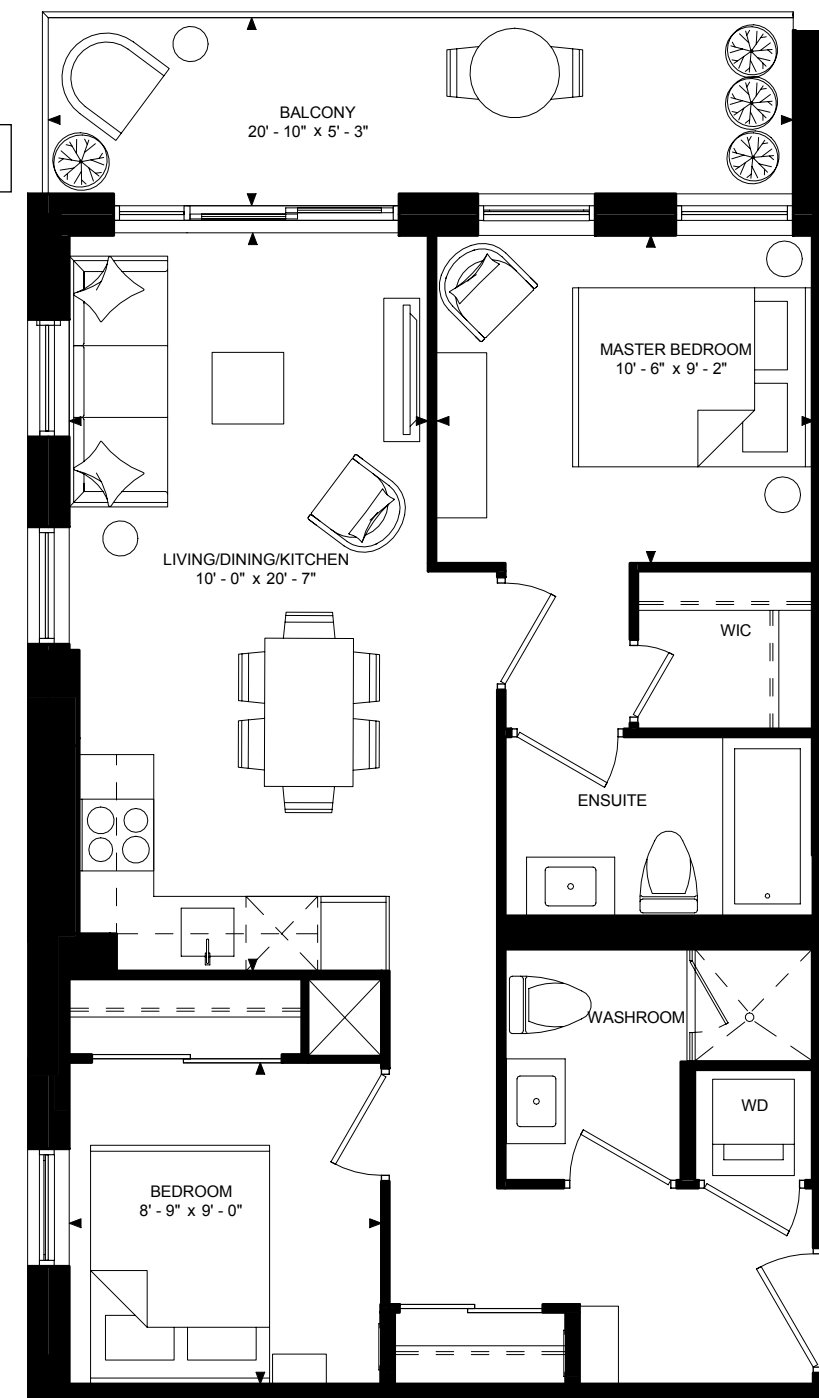 BALCONY
20' - 10" x 5' - 3"
MASTER BEDROOM
10' - 6" x 9' - 2"
LIVING/DINING/KITCHEN
10' - 0" x 20' - 7"
WIC
ENSUITE
WASHROOM
WD
BEDROOM
8' - 9" x 9' - 0"